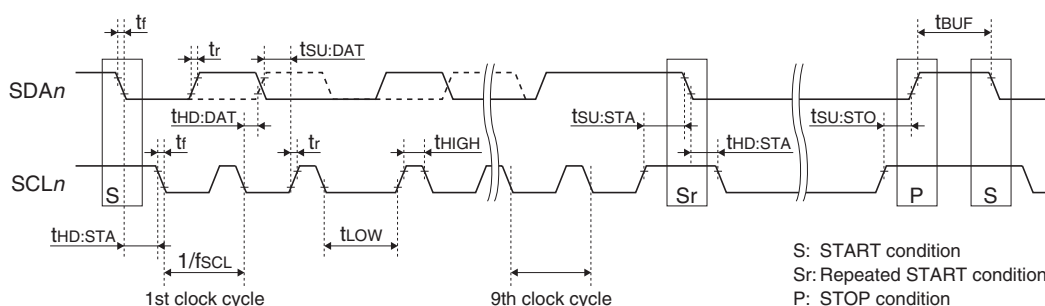 tf
tr
tSU:DAT
tBUF
SDAn
tHD:DAT
tSU:STA
tSU:STO
tf
tr
tHIGH
tHD:STA
SCLn
S
Sr
P
S
tHD:STA
tLOW
1/fSCL
1st clock cycle
9th clock cycle
S: START condition
Sr: Repeated START condition
P: STOP condition